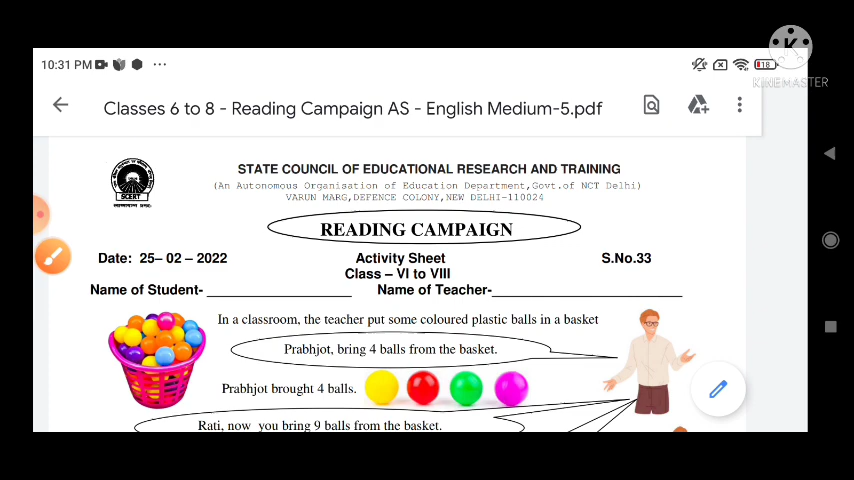 10:31 PM
18
KINEMASTER
Classes 6 to 8 - Reading Campaign AS - English Medium-5.pdf
STATE COUNCIL OF EDUCATIONAL RESEARCH AND TRAINING
(An Autonomous Organisation of Education Department,Govt.of NCT Delhi)
VARUN MARG,DEFENCE COLONY,NEW DELHI-110024
SCERT
READING CAMPAIGN
Date: 25– 02 – 2022 Activity Sheet S.No.33
Class – VI to VIII
Name of Student- Name of Teacher-
In a classroom, the teacher put some coloured plastic balls in a basket
Prabhjot, bring 4 balls from the basket.
Prabhjot brought 4 balls.
Rati, now you bring 9 balls from the basket.